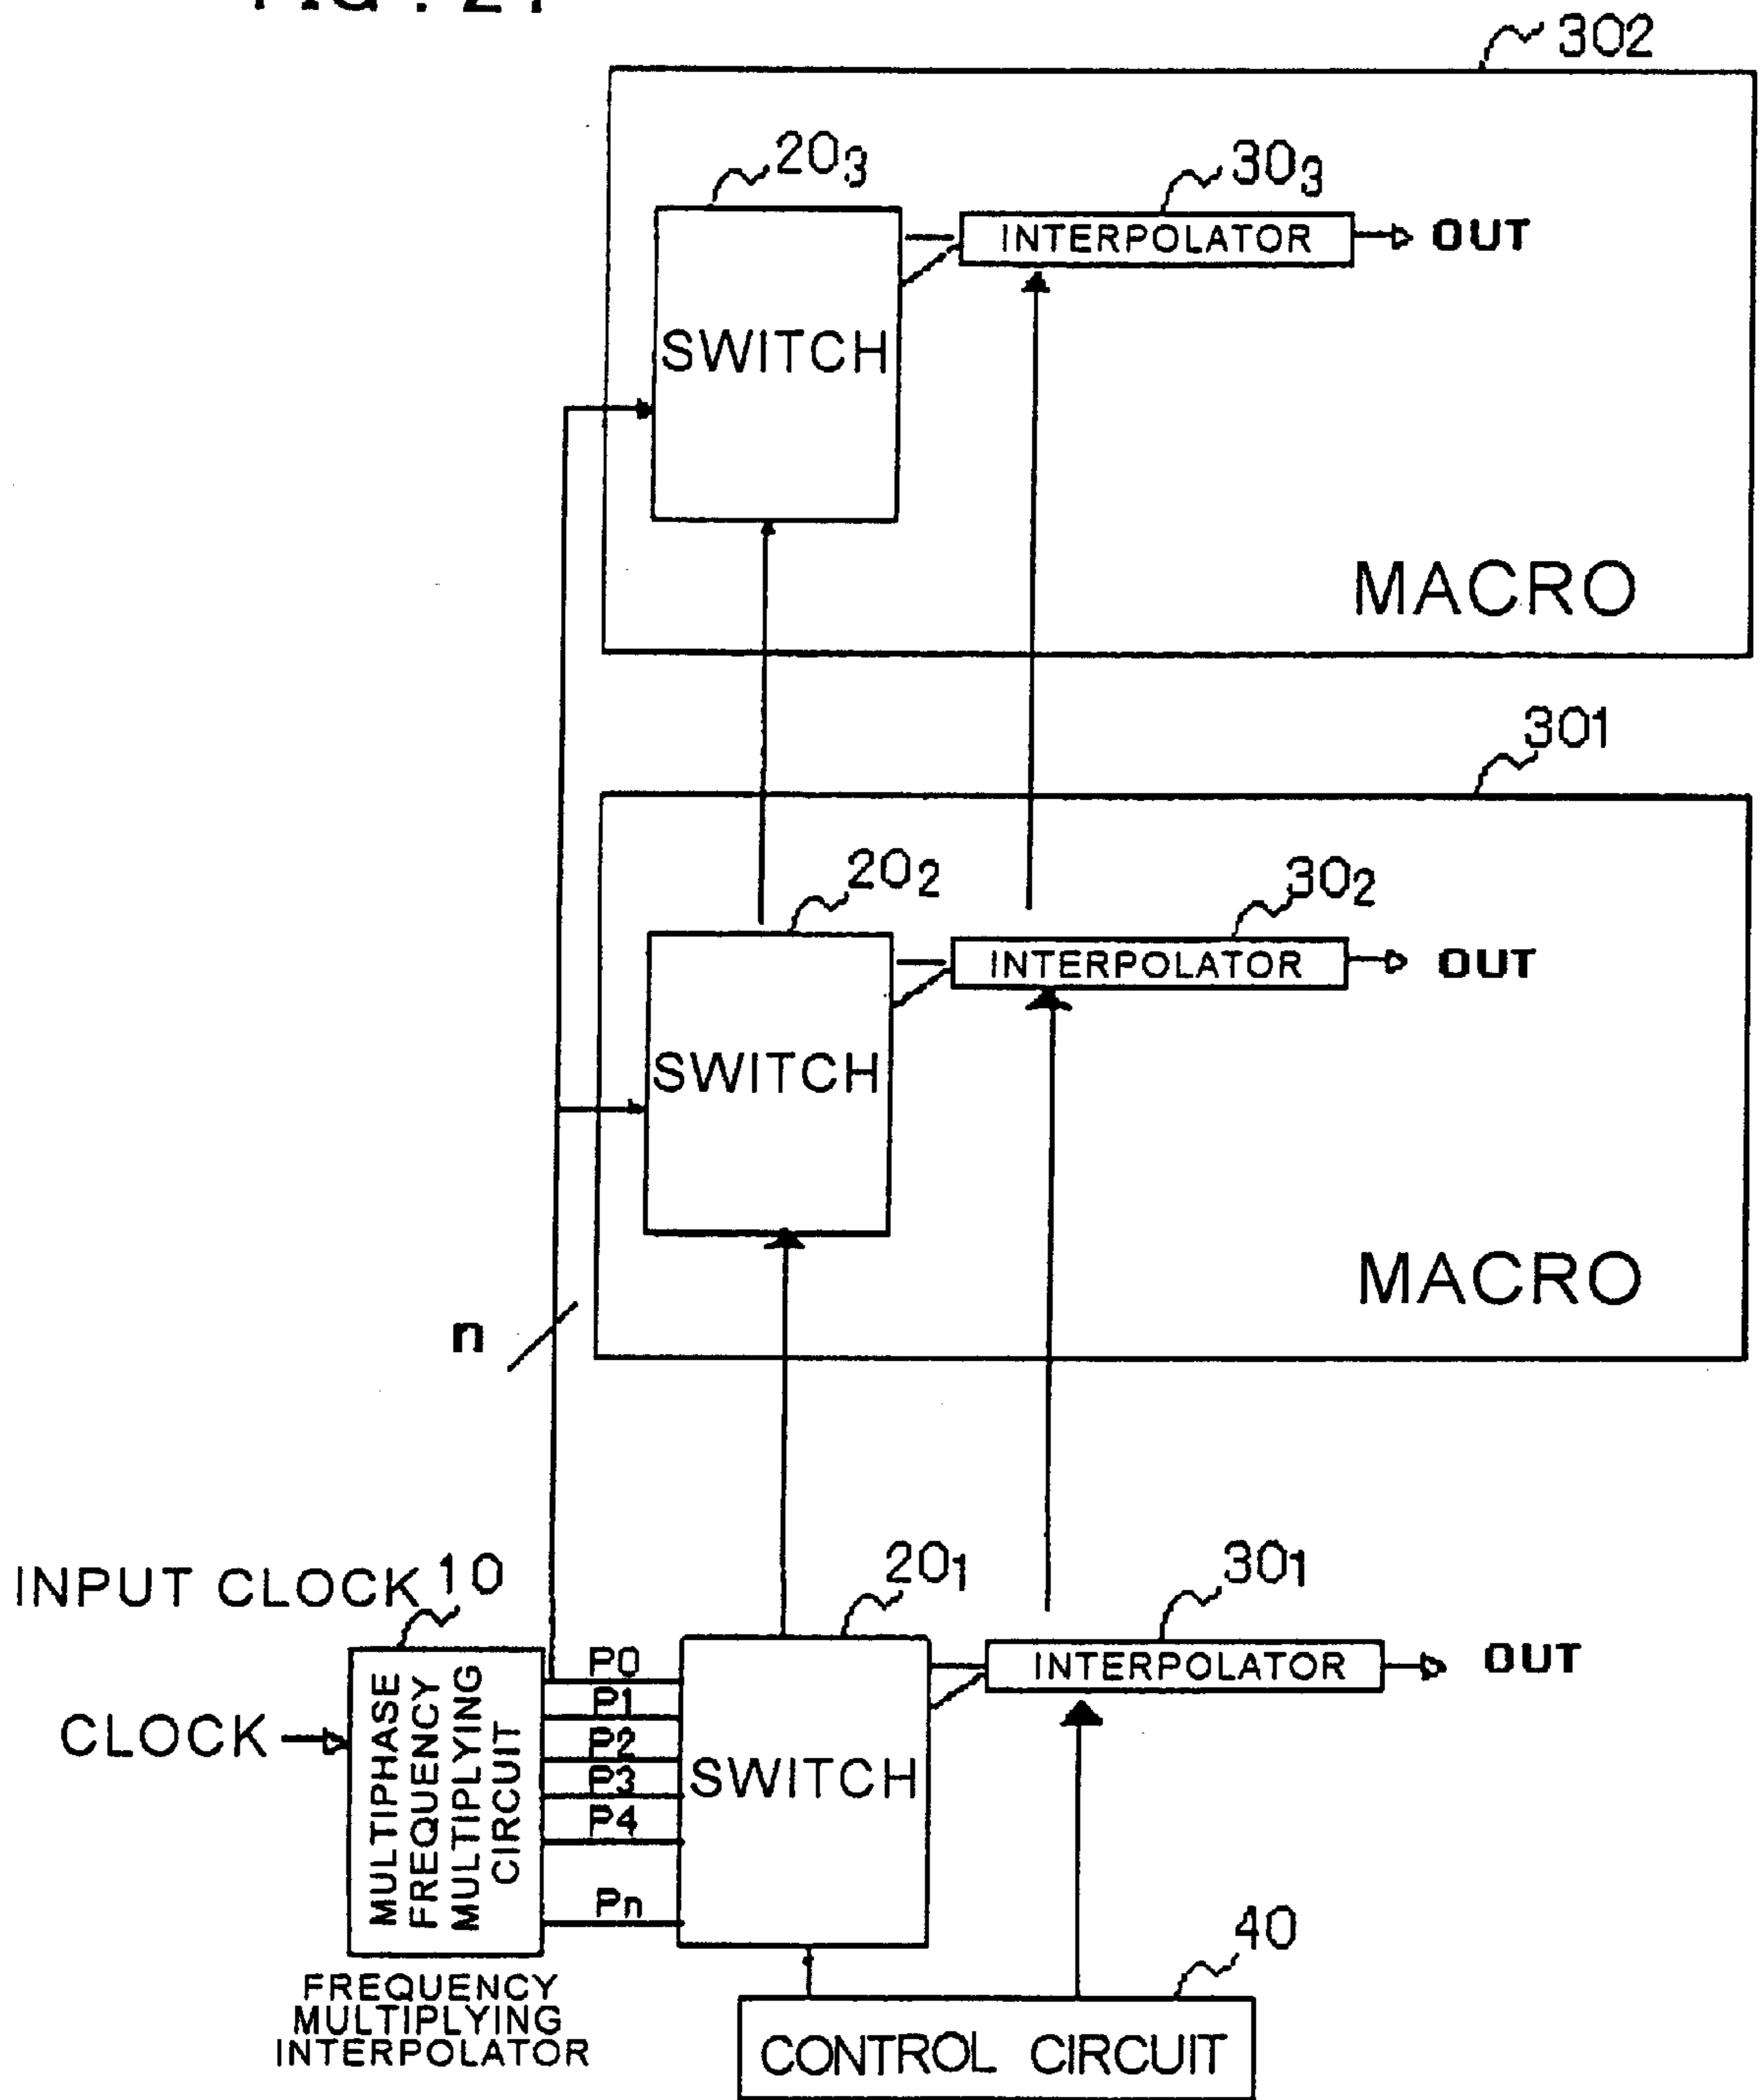 302
20₃
30₃
INTERPOLATOR
OUT
SWITCH
MACRO
301
20₂
30₂
INTERPOLATOR
OUT
SWITCH
MACRO
n
INPUT CLOCK
10
20₁
30₁
P0
INTERPOLATOR
OUT
P1
CLOCK
P2
P3
P4
Pn
SWITCH
MULTIPHASE
FREQUENCY
MULTIPLYING
CIRCUIT
40
FREQUENCY
MULTIPLYING
INTERPOLATOR
CONTROL CIRCUIT